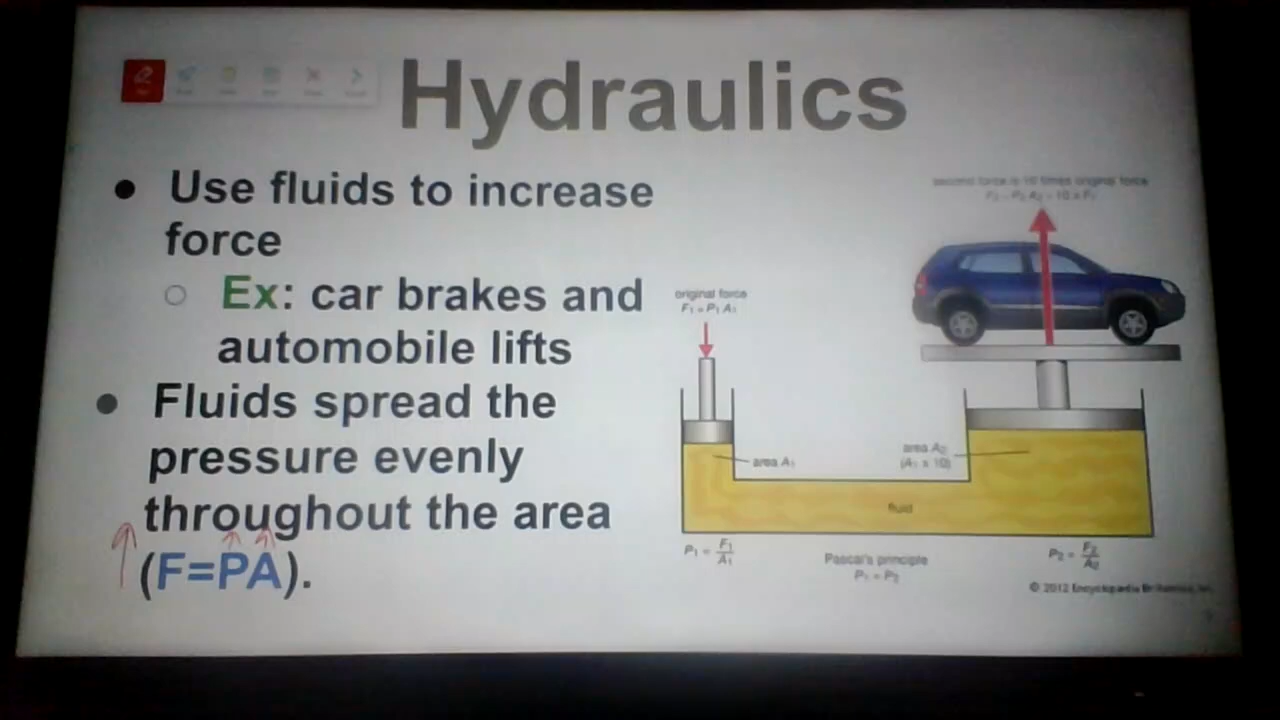 Hydraulics
● Use fluids to increase
force
○ Ex: car brakes and
automobile lifts
● Fluids spread the
pressure evenly
throughout the area
(F=PA).
second force is 10 times original force
F₂ = P₂ A₂ = 10 x F₁
original force
F₁ = P₁ A₁
area A₁
area A₂
(A₁ x 10)
fluid
P₁ = F₁/A₁
Pascal's principle
P₁ = P₂
P₂ = F₂/A₂
© 2012 Encyclopædia Britannica, Inc.